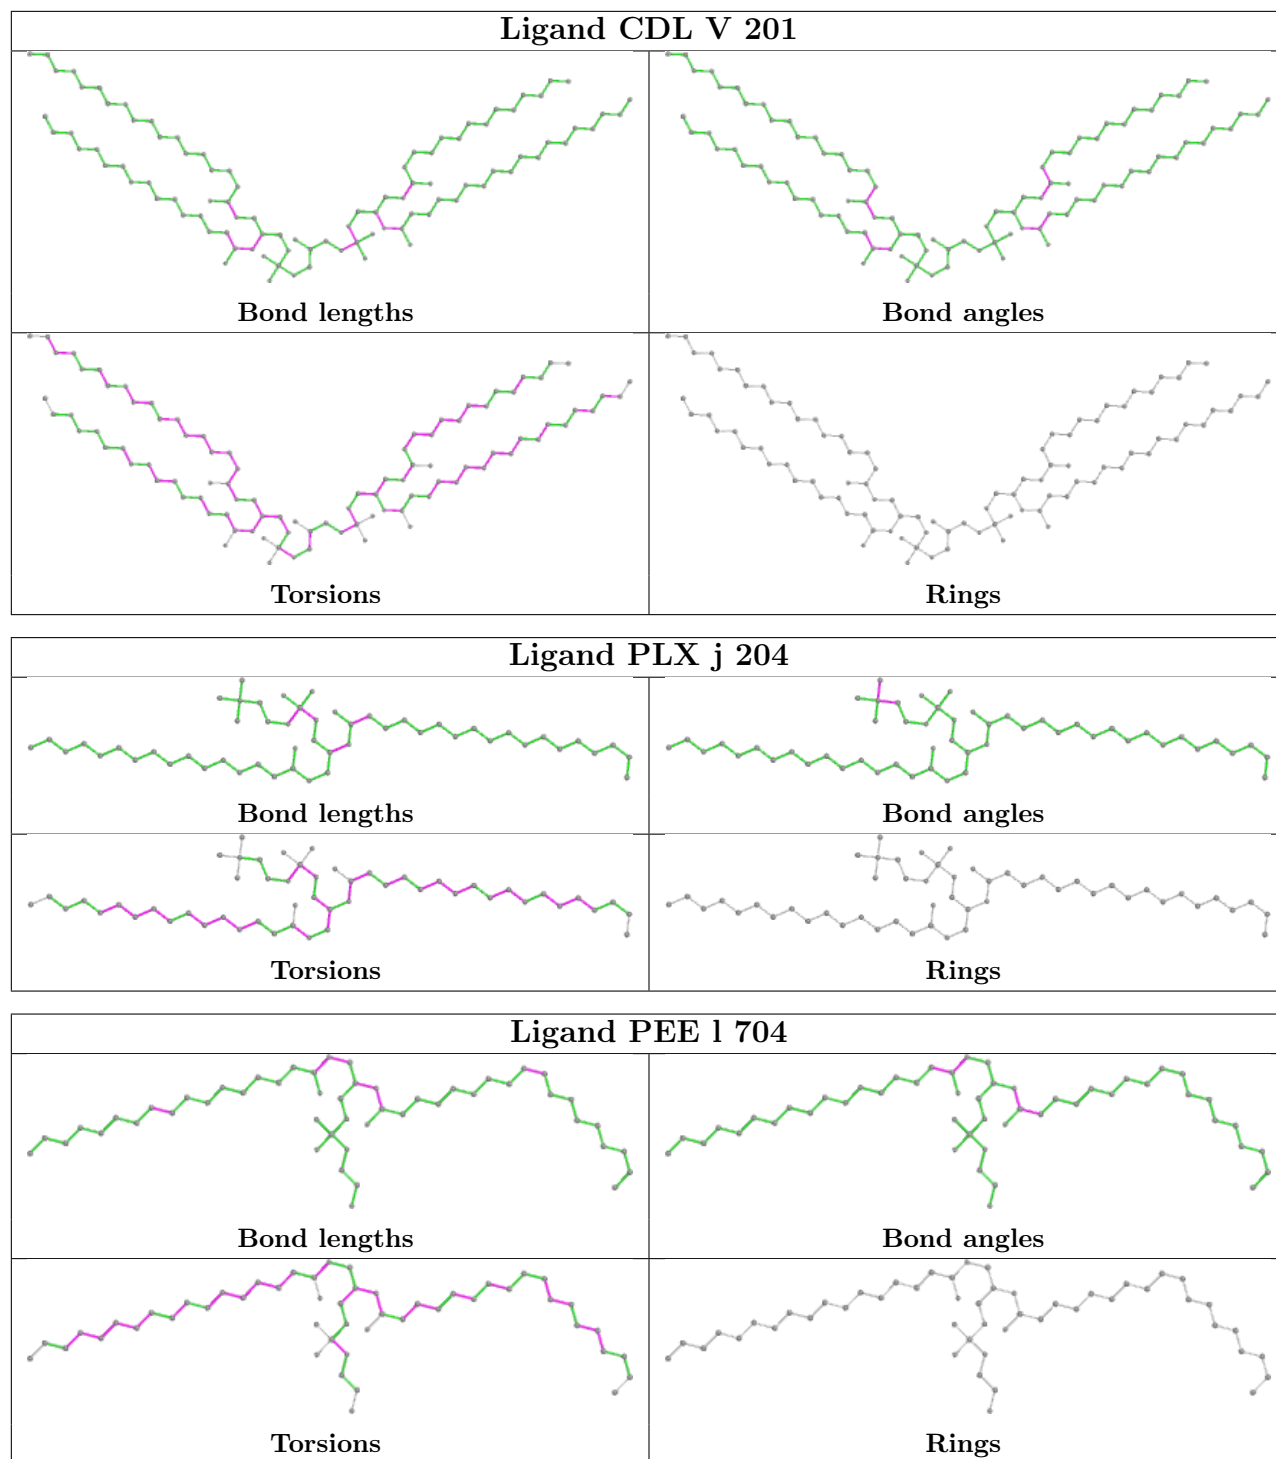 Ligand CDL V 201
Bond lengths
Bond angles
Torsions
Rings
Ligand PLX j 204
Bond lengths
Bond angles
Torsions
Rings
Ligand PEE l 704
Bond lengths
Bond angles
Torsions
Rings